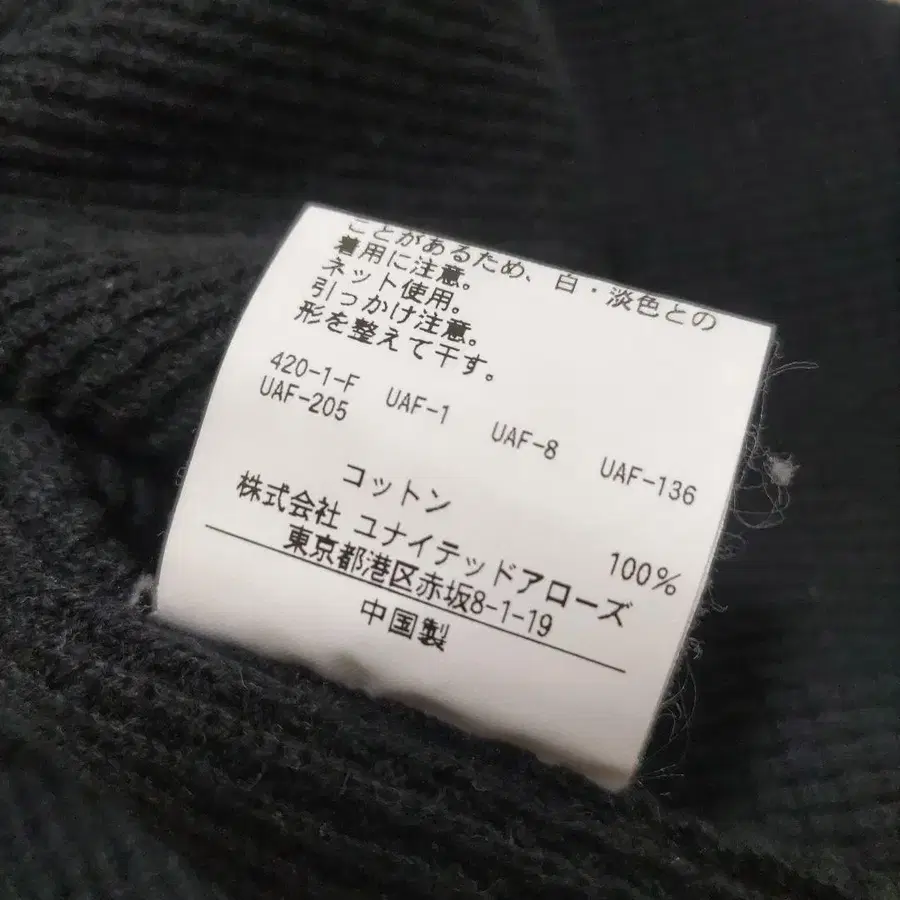 ことがあるため、白・淡色との
着用に注意。
ネット使用。
引っかけ注意。
形を整えて干す。
420-1-F UAF-1 UAF-8 UAF-136
UAF-205
コットン 100%
株式会社 ユナイテッドアローズ
東京都港区赤坂8-1-19
中国製